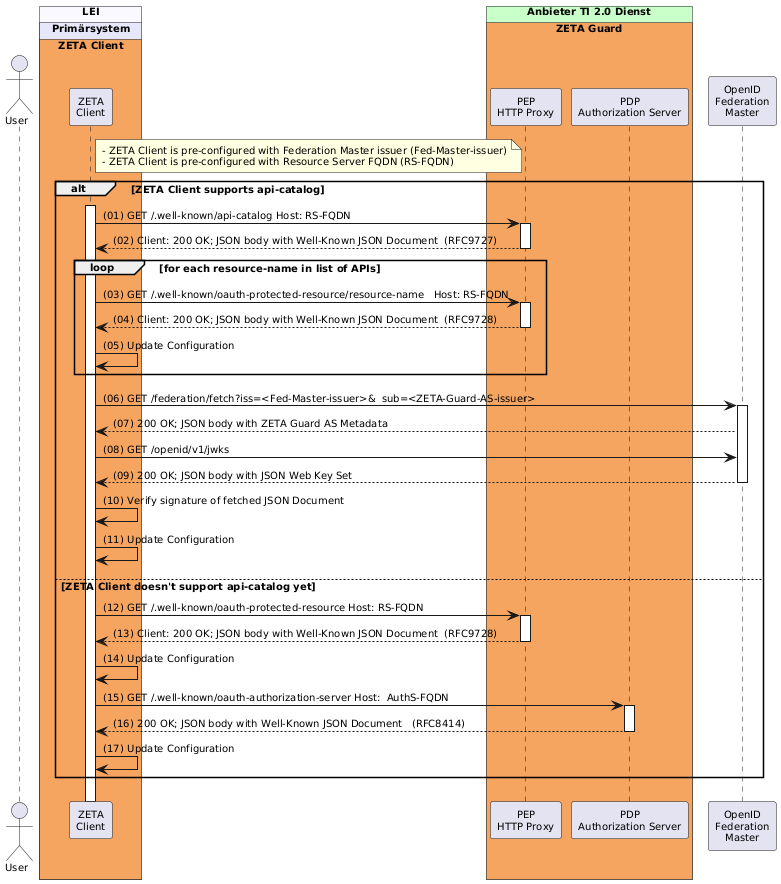 LEI
Anbieter TI 2.0 Dienst
Primärsystem
ZETA Guard
ZETA Client
User
ZETA
Client
PEP
HTTP Proxy
PDP
Authorization Server
OpenID
Federation
Master
- ZETA Client is pre-configured with Federation Master issuer (Fed-Master-issuer)
- ZETA Client is pre-configured with Resource Server FQDN (RS-FQDN)
alt [ZETA Client supports api-catalog]
(01) GET /.well-known/api-catalog Host: RS-FQDN
(02) Client: 200 OK; JSON body with Well-Known JSON Document (RFC9727)
loop [for each resource-name in list of APIs]
(03) GET /.well-known/oauth-protected-resource/resource-name Host: RS-FQDN
(04) Client: 200 OK; JSON body with Well-Known JSON Document (RFC9728)
(05) Update Configuration
(06) GET /federation/fetch?iss=<Fed-Master-issuer>& sub=<ZETA-Guard-AS-issuer>
(07) 200 OK; JSON body with ZETA Guard AS Metadata
(08) GET /openid/v1/jwks
(09) 200 OK; JSON body with JSON Web Key Set
(10) Verify signature of fetched JSON Document
(11) Update Configuration
[ZETA Client doesn't support api-catalog yet]
(12) GET /.well-known/oauth-protected-resource Host: RS-FQDN
(13) Client: 200 OK; JSON body with Well-Known JSON Document (RFC9728)
(14) Update Configuration
(15) GET /.well-known/oauth-authorization-server Host: AuthS-FQDN
(16) 200 OK; JSON body with Well-Known JSON Document (RFC8414)
(17) Update Configuration
User
ZETA
Client
PEP
HTTP Proxy
PDP
Authorization Server
OpenID
Federation
Master